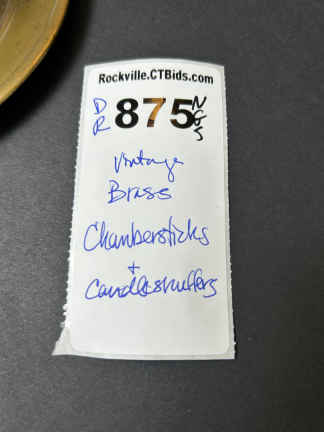 Rockville.CTBids.com
DR 875 NGS
Vintage
Brass
Chambersticks
+
Candlesnuffers